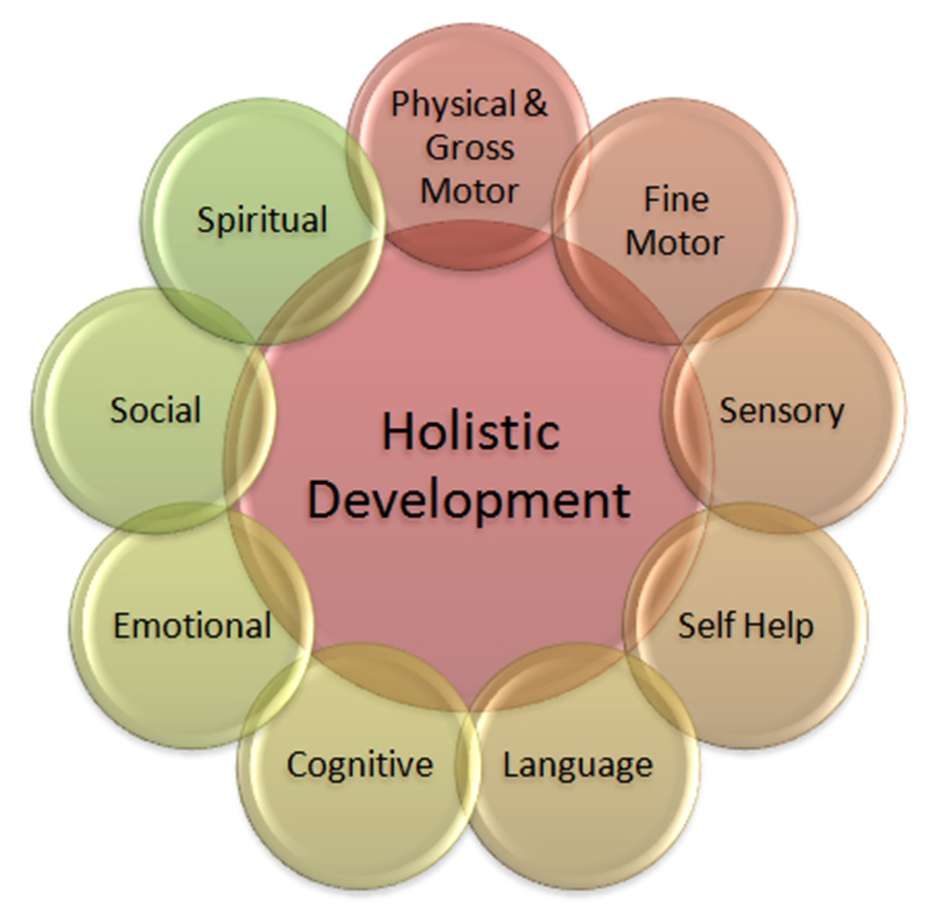 Physical &
Gross
Motor
Fine
Motor
Sensory
Self Help
Language
Cognitive
Emotional
Social
Spiritual
Holistic
Development